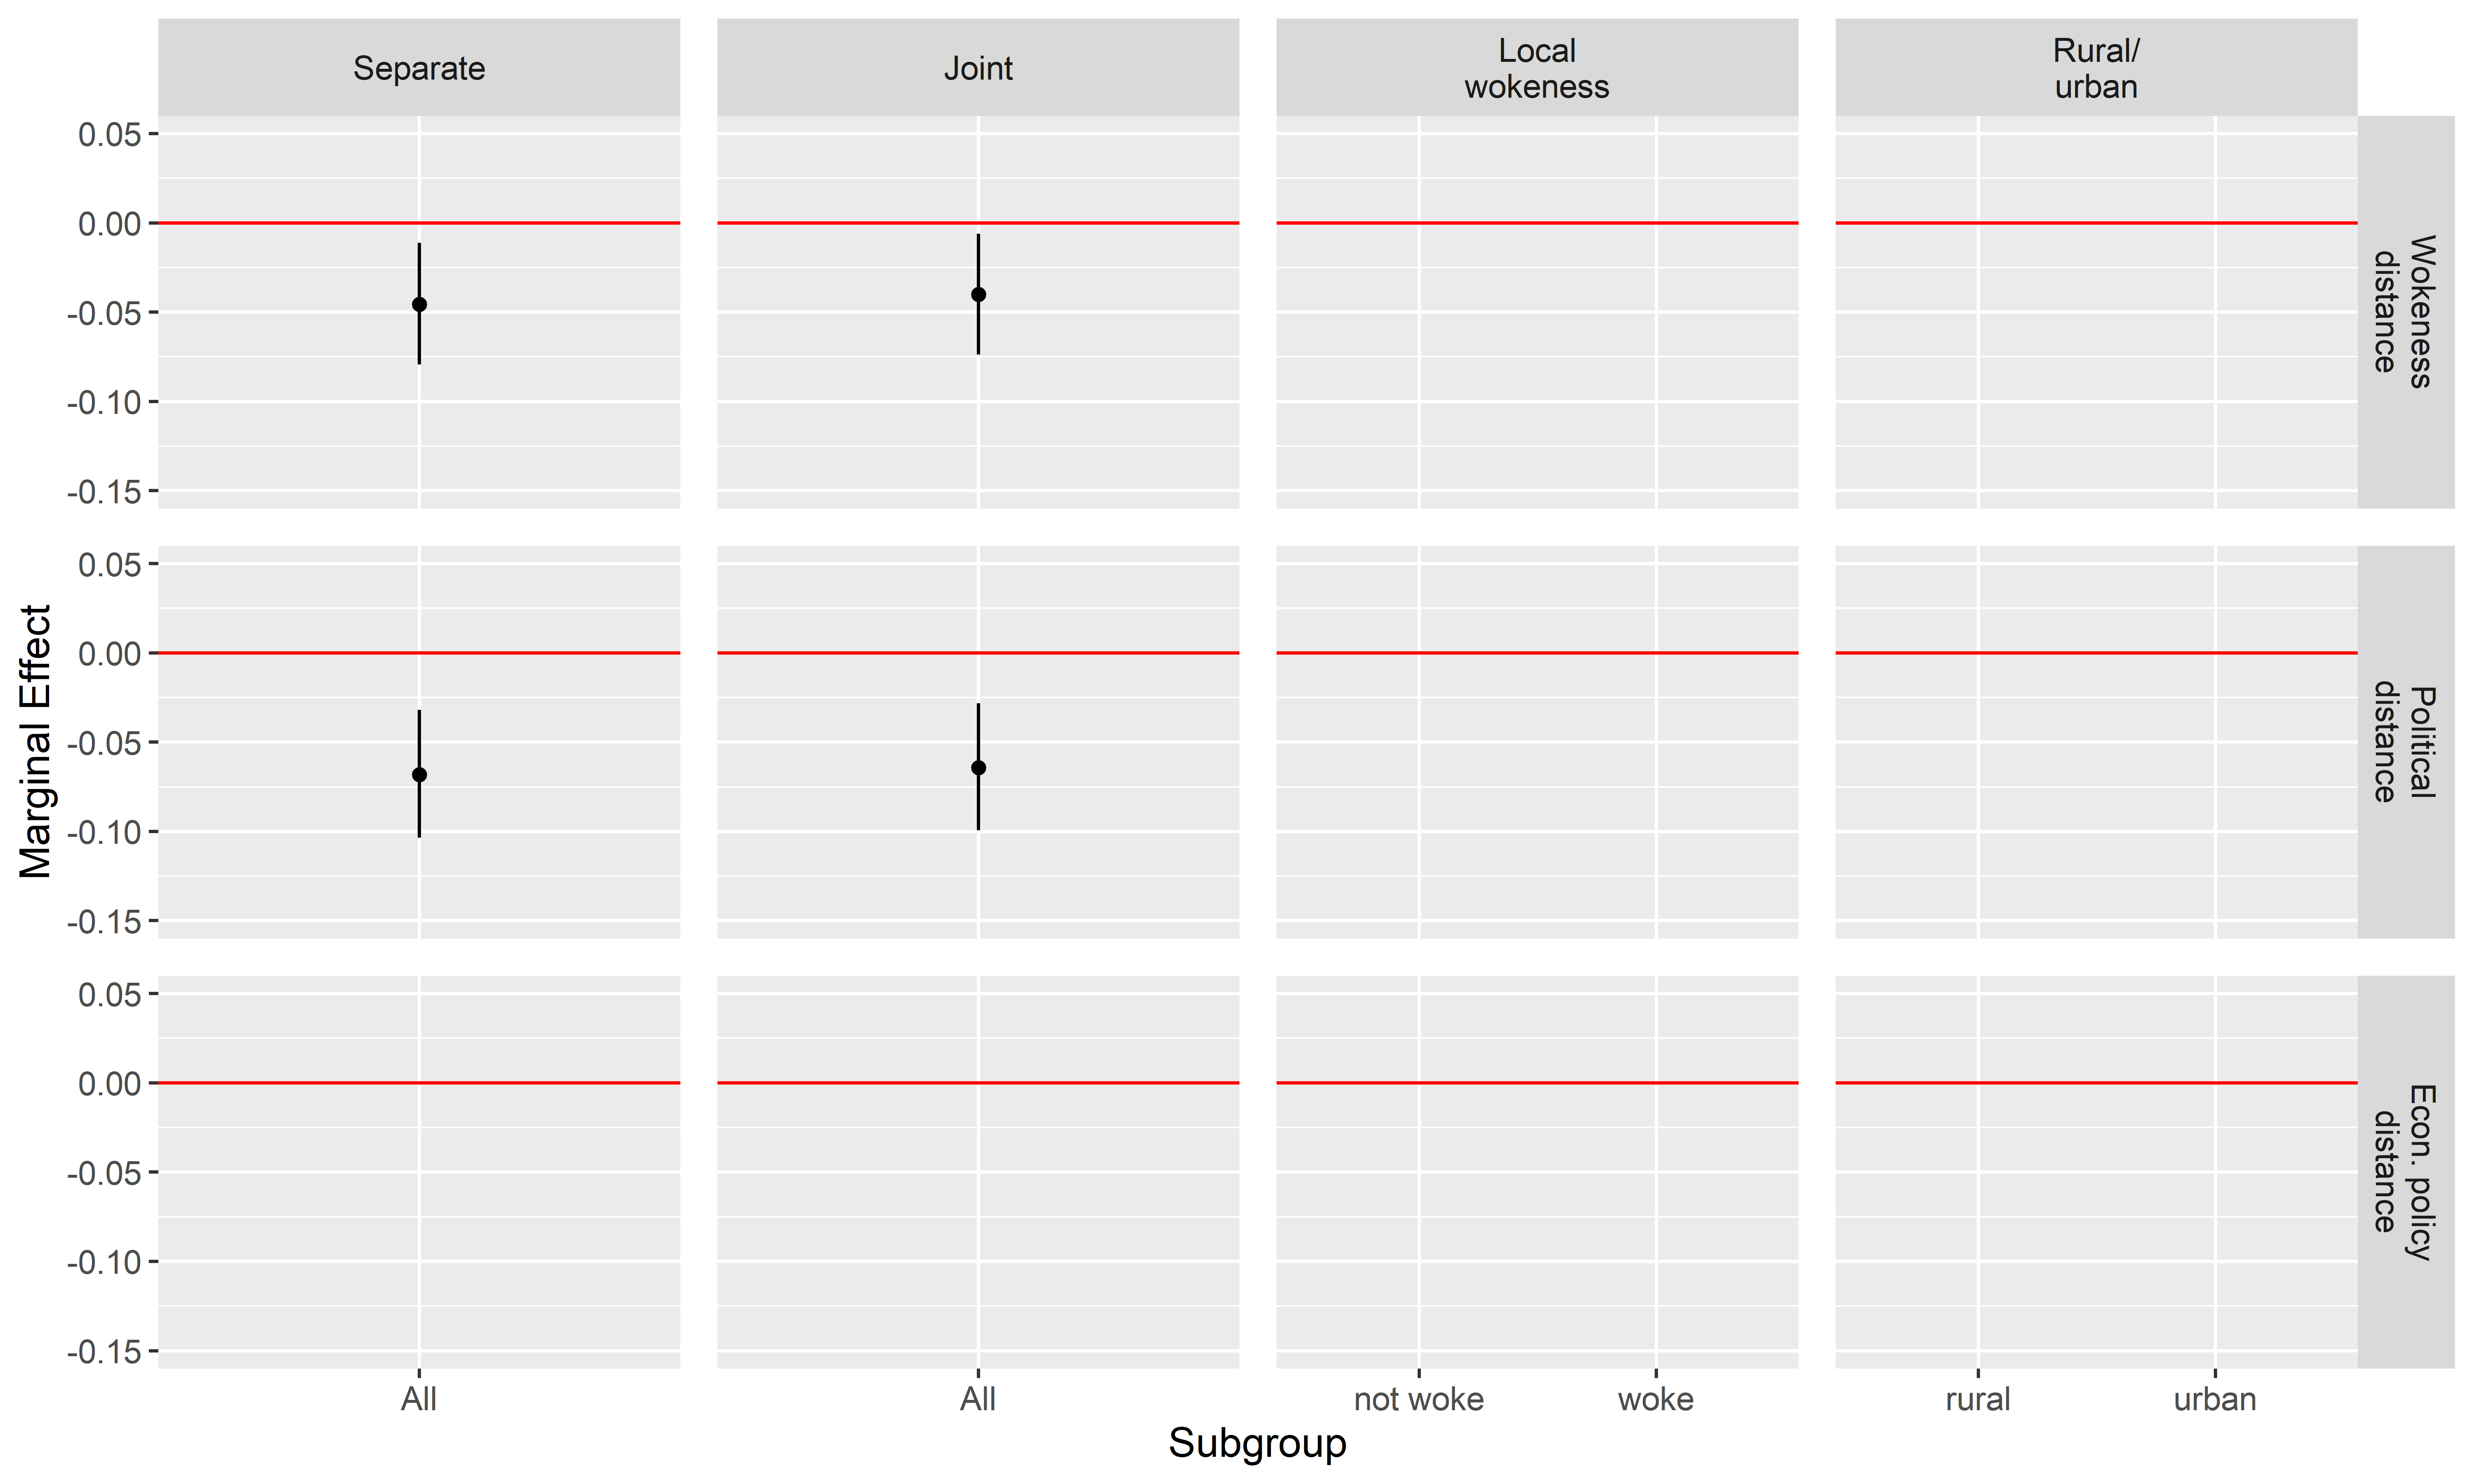 Separate
Joint
Local
wokeness
Rural/
urban
0.05
0.00
-0.05
-0.10
-0.15
Wokeness
distance
0.05
0.00
-0.05
-0.10
-0.15
Political
distance
0.05
0.00
-0.05
-0.10
-0.15
Econ. policy
distance
Marginal Effect
All
All
not woke
woke
rural
urban
Subgroup